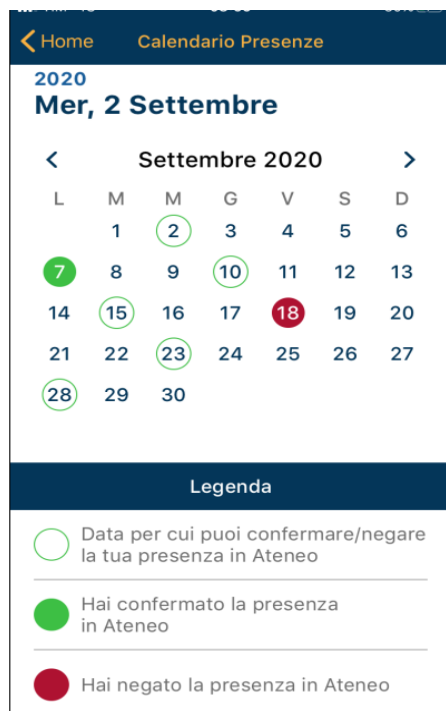 Home Calendario Presenze
2020
Mer, 2 Settembre
< Settembre 2020 >
L M M G V S D
1 2 3 4 5 6
7 8 9 10 11 12 13
14 15 16 17 18 19 20
21 22 23 24 25 26 27
28 29 30
Legenda
Data per cui puoi confermare/negare
la tua presenza in Ateneo
Hai confermato la presenza
in Ateneo
Hai negato la presenza in Ateneo